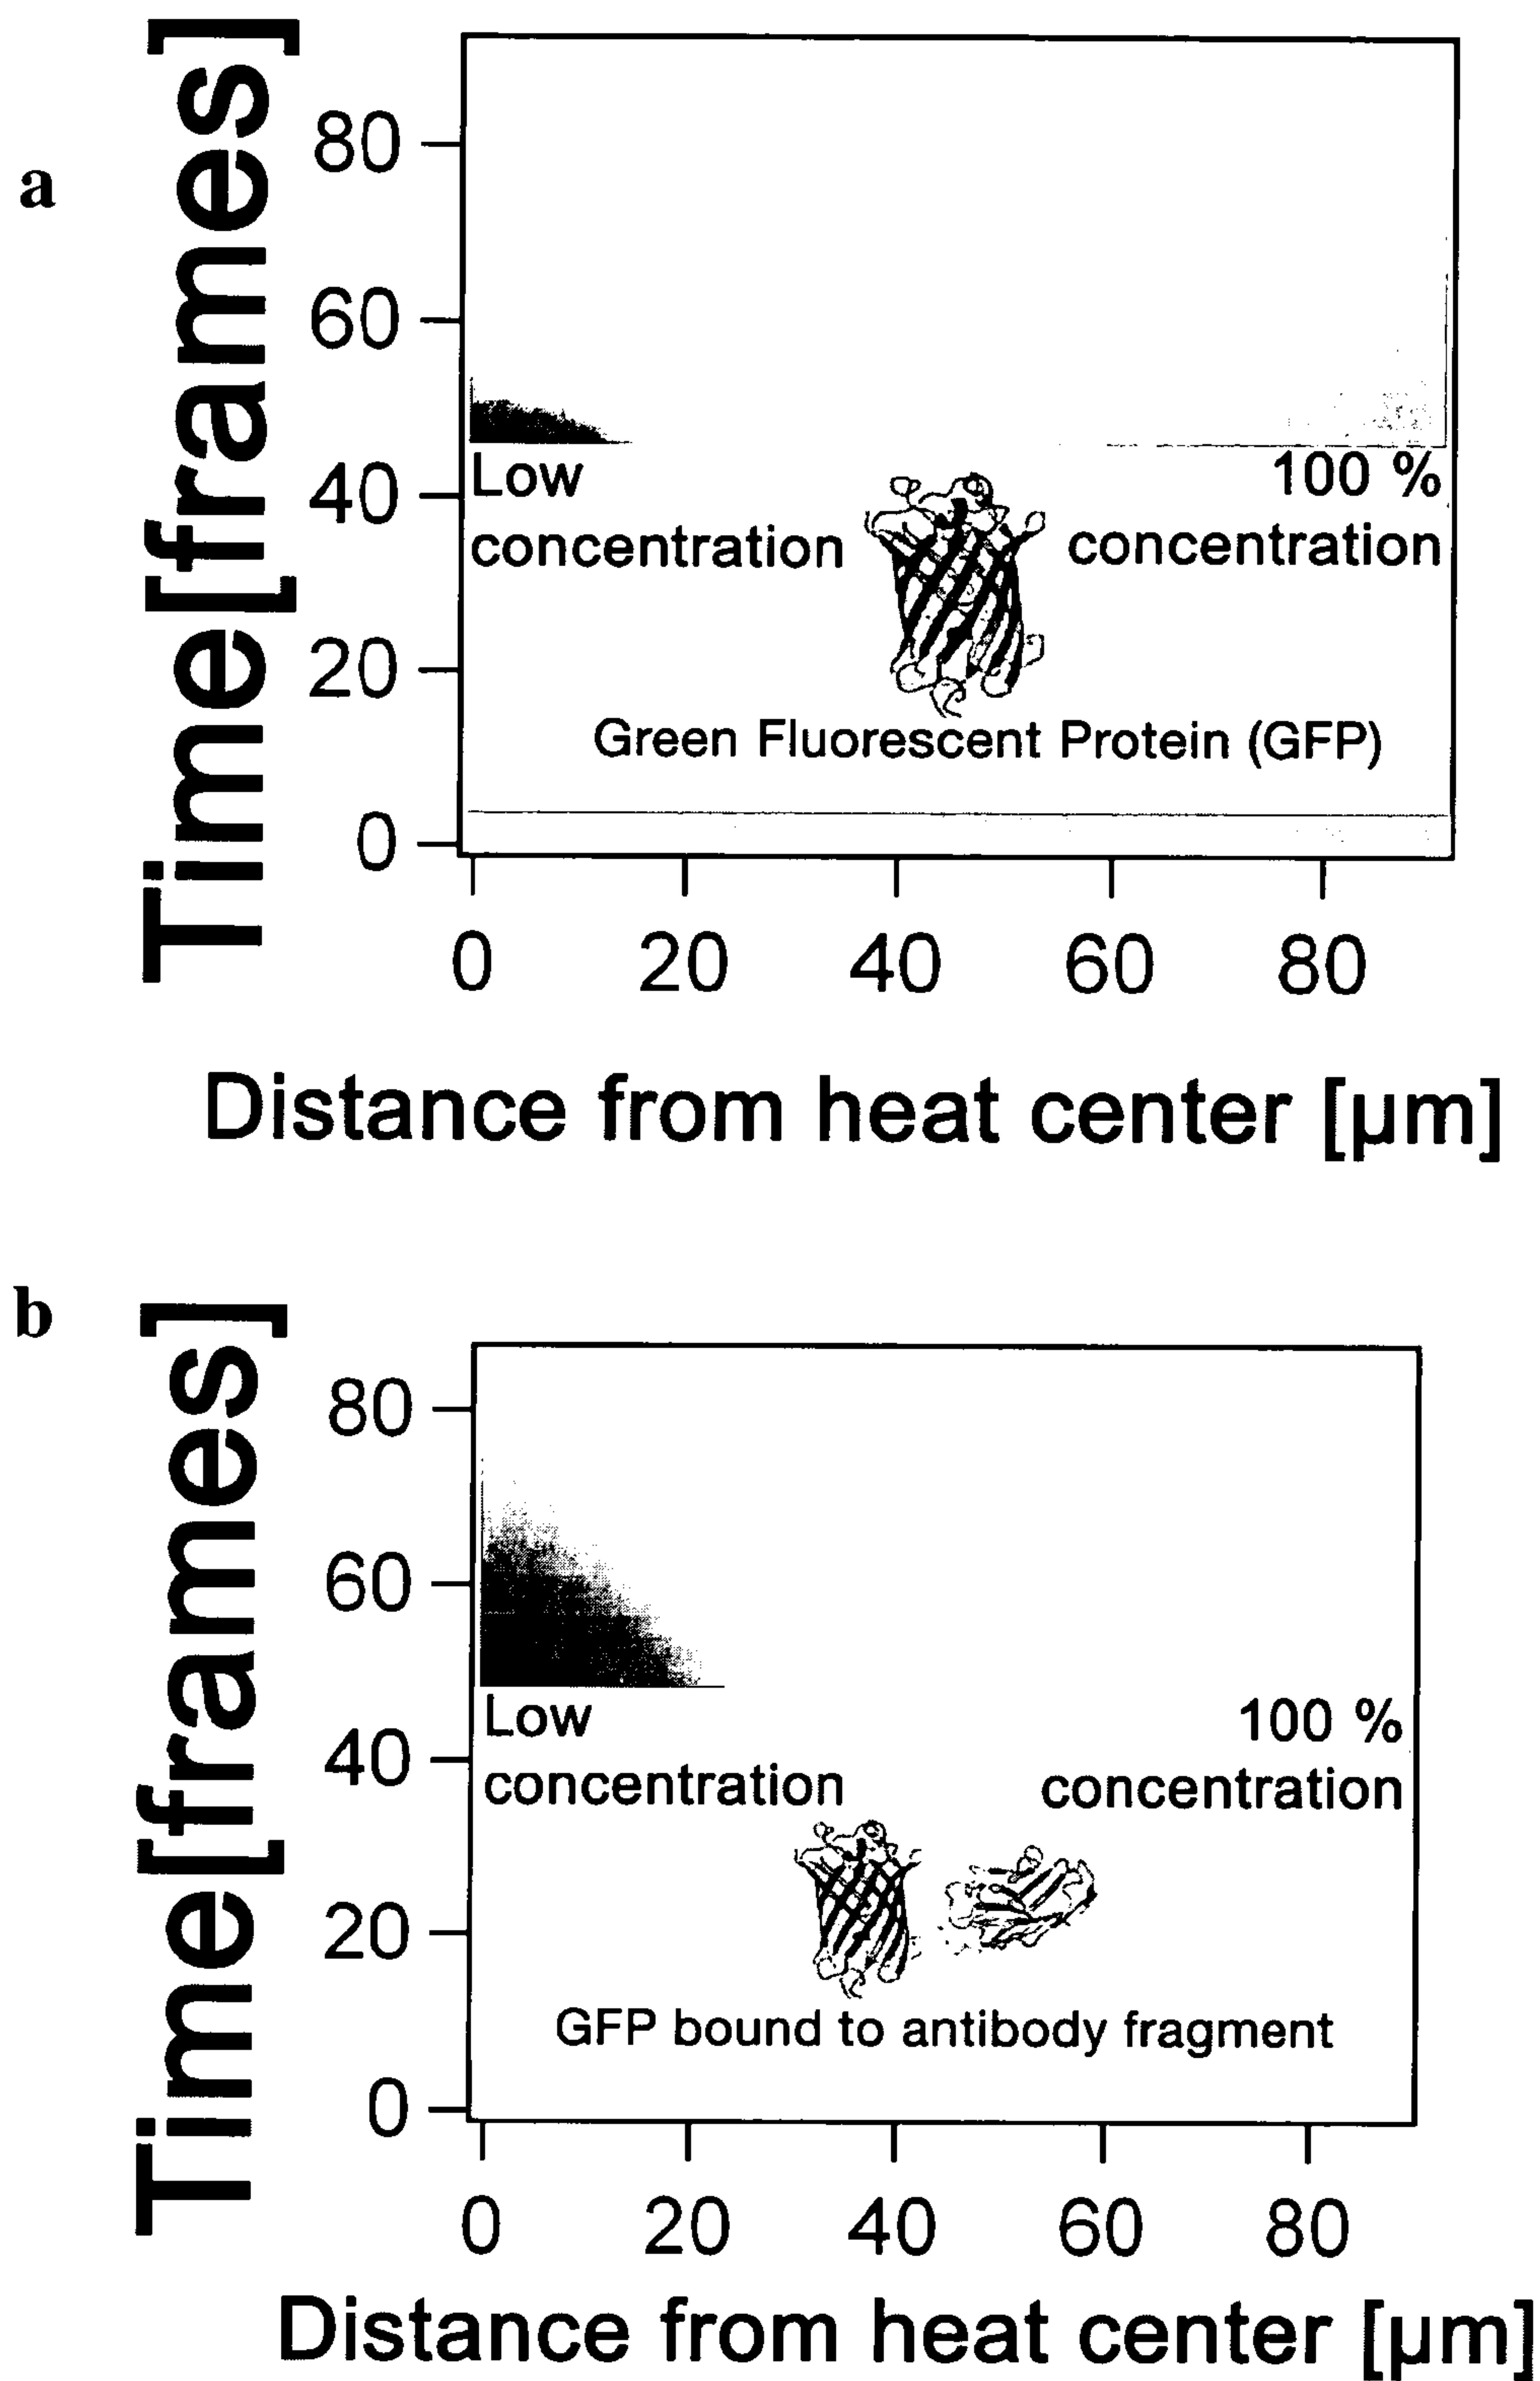 a
Time[frames]
80
60
40
20
0
Low
concentration
100 %
concentration
Green Fluorescent Protein (GFP)
0 20 40 60 80
Distance from heat center [µm]
b
Time[frames]
80
60
40
20
0
Low
concentration
100 %
concentration
GFP bound to antibody fragment
0 20 40 60 80
Distance from heat center [µm]